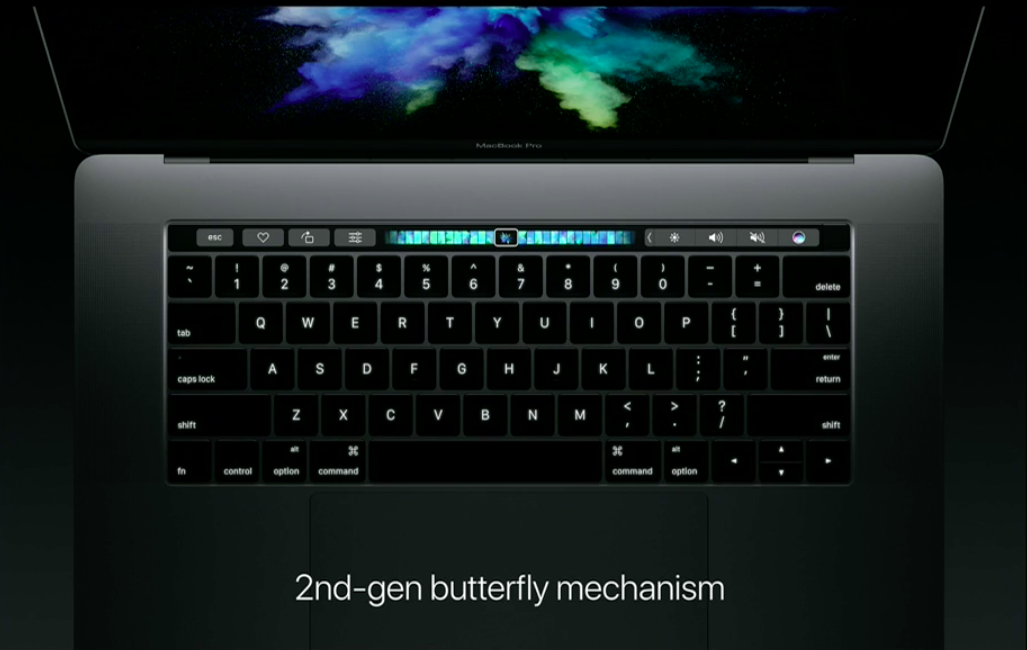 MacBook Pro
esc
~ ! @ # $ % ^ & * ( ) — +
` 1 2 3 4 5 6 7 8 9 0 - = delete
tab Q W E R T Y U I O P { [ } ] | \
caps lock A S D F G H J K L : ; " ' enter return
shift Z X C V B N M < , > . ? / shift
fn control alt option ⌘ command ⌘ command alt option
2nd-gen butterfly mechanism